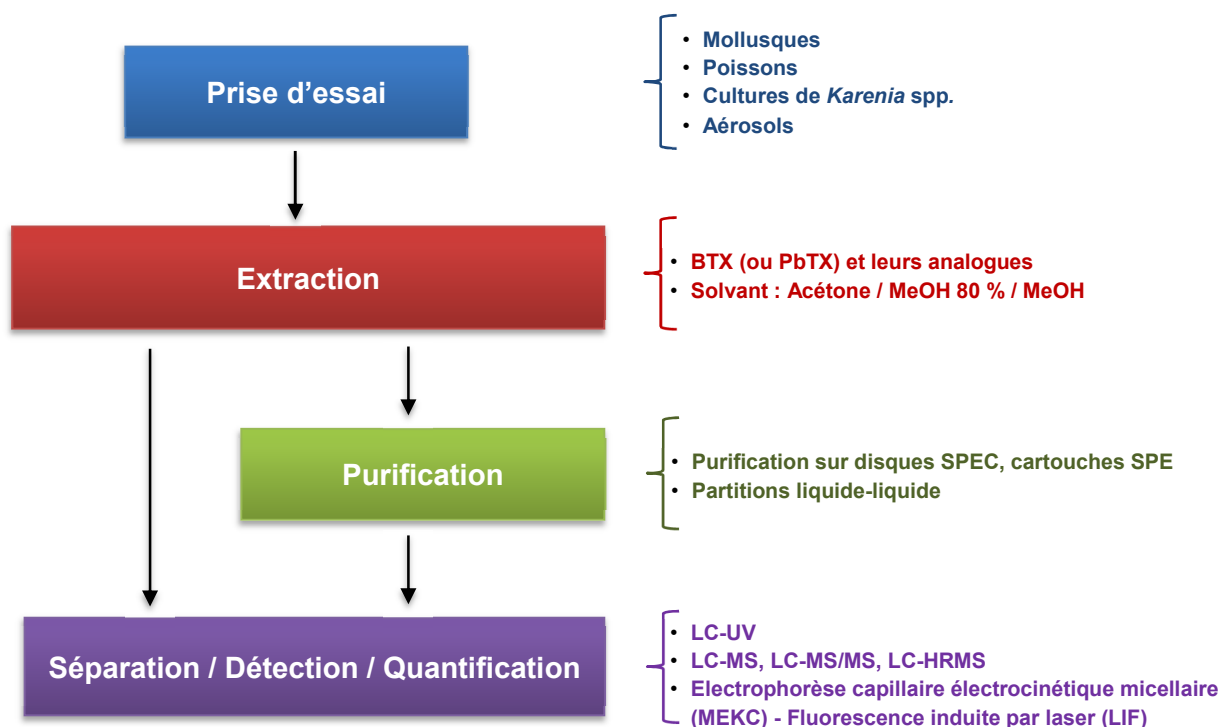 Prise d’essai
• Mollusques
• Poissons
• Cultures de Karenia spp.
• Aérosols
Extraction
• BTX (ou PbTX) et leurs analogues
• Solvant : Acétone / MeOH 80 % / MeOH
Purification
• Purification sur disques SPEC, cartouches SPE
• Partitions liquide-liquide
Séparation / Détection / Quantification
• LC-UV
• LC-MS, LC-MS/MS, LC-HRMS
• Electrophorèse capillaire électrocinétique micellaire
(MEKC) - Fluorescence induite par laser (LIF)